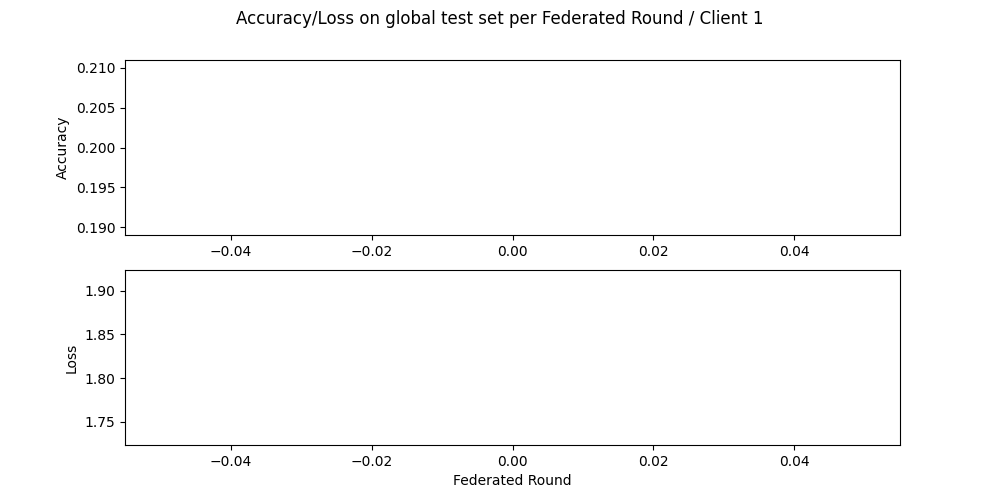 Accuracy/Loss on global test set per Federated Round / Client 1
0.210
0.205
0.200
0.195
0.190
Accuracy
−0.04 −0.02 0.00 0.02 0.04
1.90
1.85
1.80
1.75
Loss
−0.04 −0.02 0.00 0.02 0.04
Federated Round